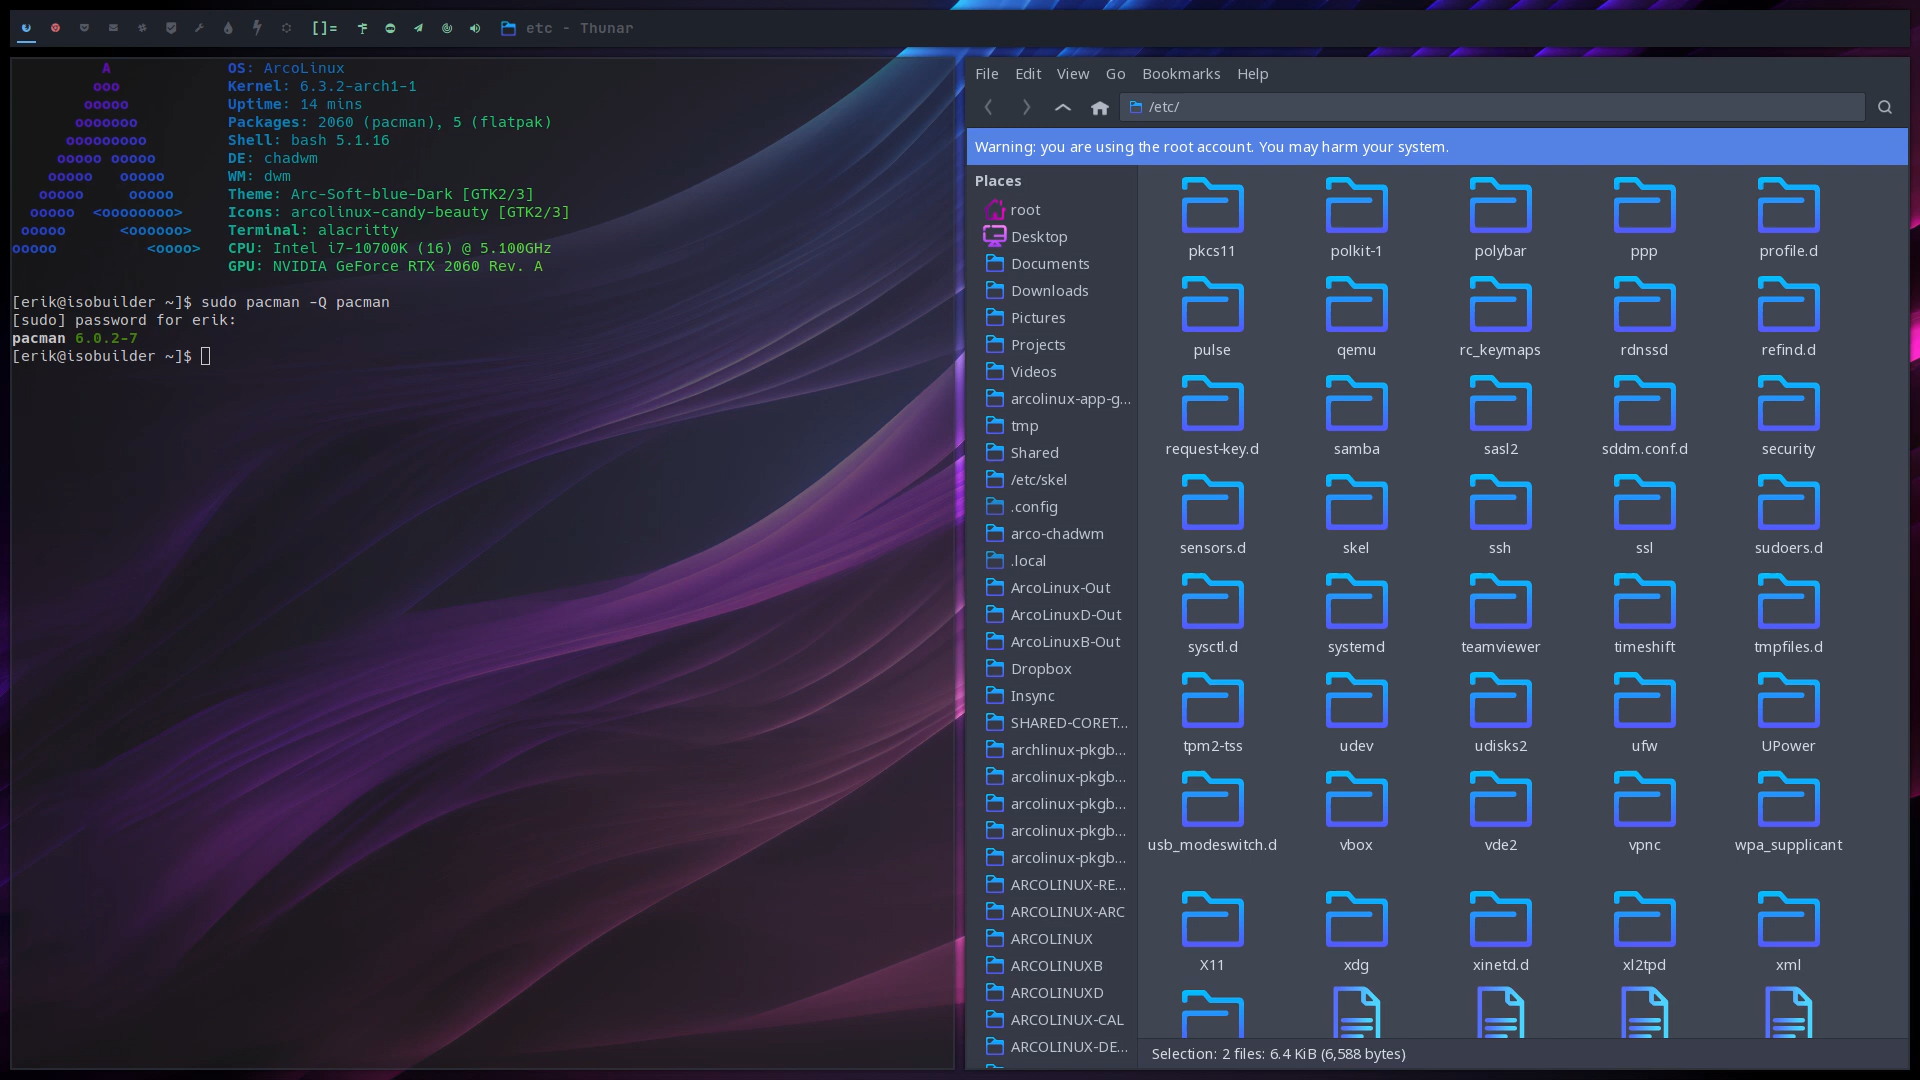 []=
etc - Thunar
A
ooo
ooooo
ooooooo
ooooooooo
ooooo ooooo
ooooo   ooooo
ooooo     ooooo
ooooo  <oooooooo>
ooooo      <oooooo>
ooooo          <oooo>
OS: ArcoLinux
Kernel: 6.3.2-arch1-1
Uptime: 14 mins
Packages: 2060 (pacman), 5 (flatpak)
Shell: bash 5.1.16
DE: chadwm
WM: dwm
Theme: Arc-Soft-blue-Dark [GTK2/3]
Icons: arcolinux-candy-beauty [GTK2/3]
Terminal: alacritty
CPU: Intel i7-10700K (16) @ 5.100GHz
GPU: NVIDIA GeForce RTX 2060 Rev. A
[erik@isobuilder ~]$ sudo pacman -Q pacman
[sudo] password for erik:
pacman 6.0.2-7
[erik@isobuilder ~]$
File Edit View Go Bookmarks Help
/etc/
Warning: you are using the root account. You may harm your system.
Places
root
Desktop
Documents
Downloads
Pictures
Projects
Videos
arcolinux-app-g...
tmp
Shared
/etc/skel
.config
arco-chadwm
.local
ArcoLinux-Out
ArcoLinuxD-Out
ArcoLinuxB-Out
Dropbox
Insync
SHARED-CORET...
archlinux-pkgb...
arcolinux-pkgb...
arcolinux-pkgb...
arcolinux-pkgb...
arcolinux-pkgb...
ARCOLINUX-RE...
ARCOLINUX-ARC
ARCOLINUX
ARCOLINUXB
ARCOLINUXD
ARCOLINUX-CAL
ARCOLINUX-DE...
pkcs11 polkit-1 polybar ppp profile.d
pulse qemu rc_keymaps rdnssd refind.d
request-key.d samba sasl2 sddm.conf.d security
sensors.d skel ssh ssl sudoers.d
sysctl.d systemd teamviewer timeshift tmpfiles.d
tpm2-tss udev udisks2 ufw UPower
usb_modeswitch.d vbox vde2 vpnc wpa_supplicant
X11 xdg xinetd.d xl2tpd xml
Selection: 2 files: 6.4 KiB (6,588 bytes)